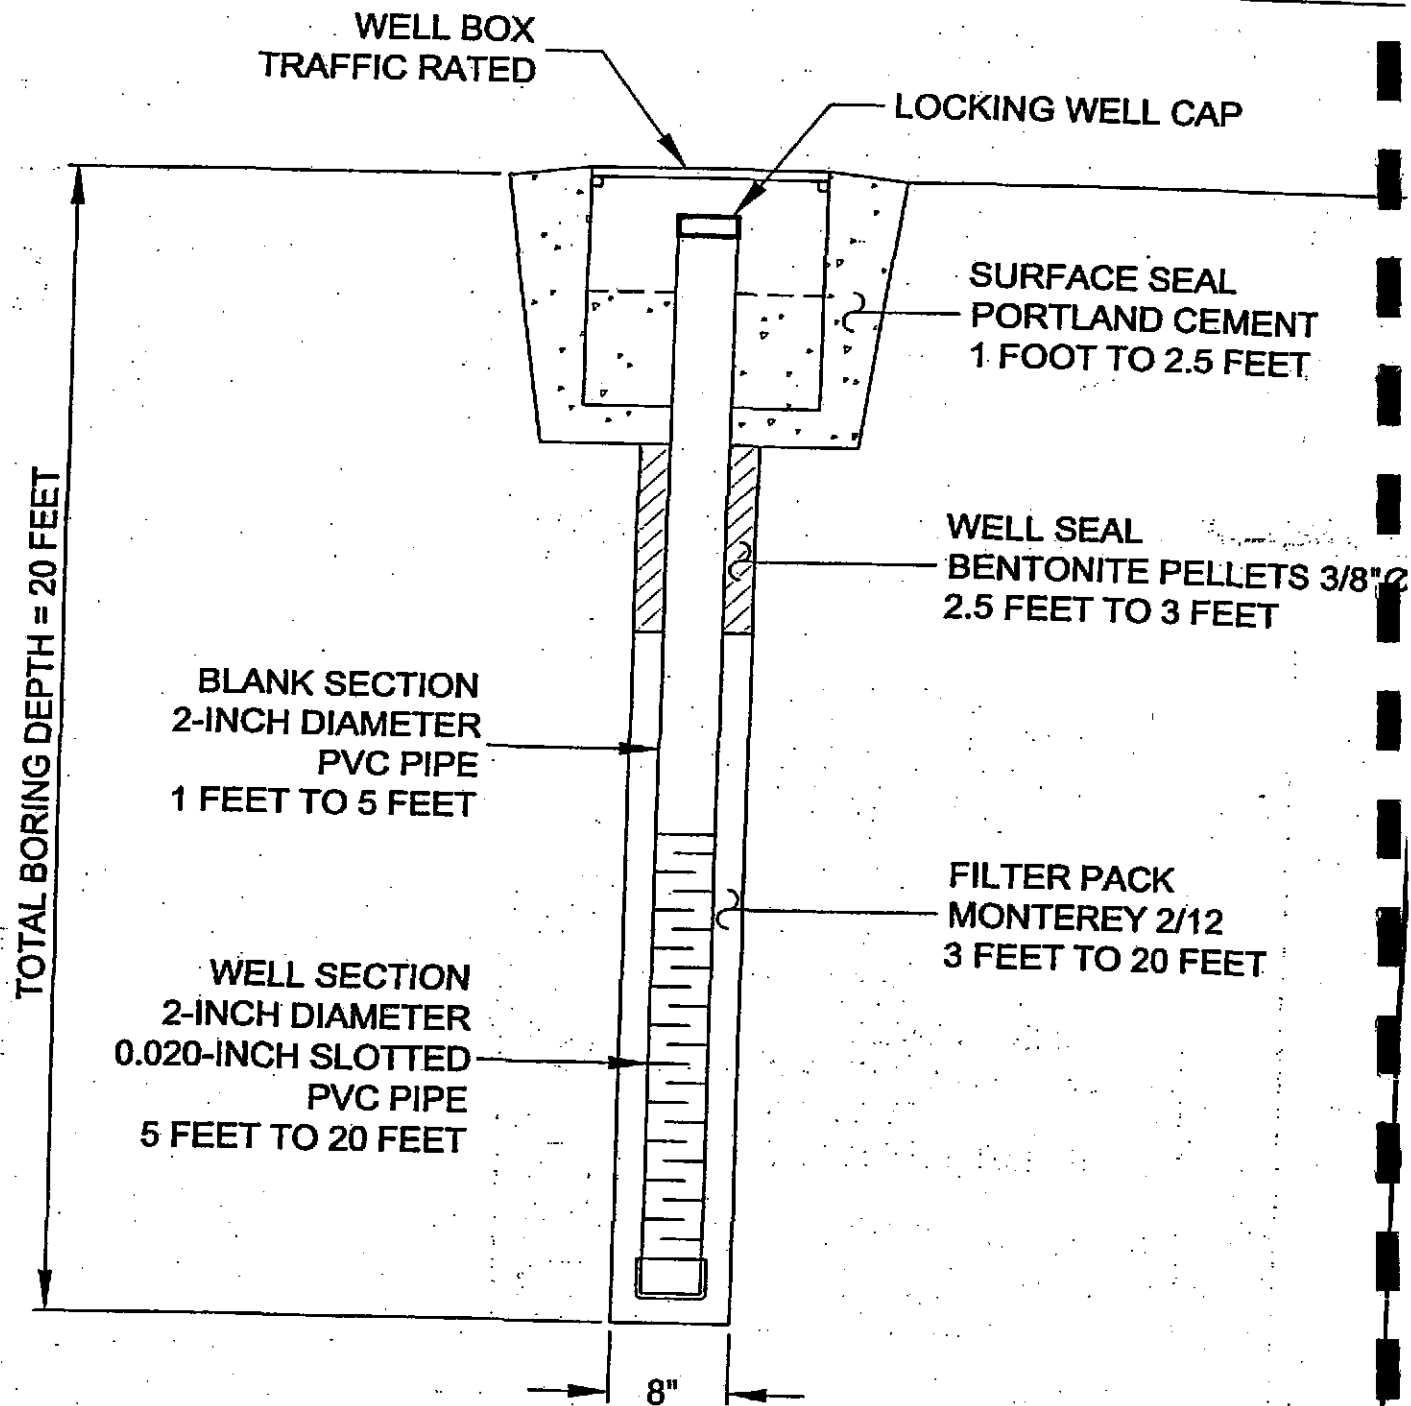 WELL BOX
TRAFFIC RATED
LOCKING WELL CAP
SURFACE SEAL
PORTLAND CEMENT
1 FOOT TO 2.5 FEET
WELL SEAL
BENTONITE PELLETS 3/8"
2.5 FEET TO 3 FEET
BLANK SECTION
2-INCH DIAMETER
PVC PIPE
1 FEET TO 5 FEET
FILTER PACK
MONTEREY 2/12
3 FEET TO 20 FEET
WELL SECTION
2-INCH DIAMETER
0.020-INCH SLOTTED
PVC PIPE
5 FEET TO 20 FEET
TOTAL BORING DEPTH = 20 FEET
8"